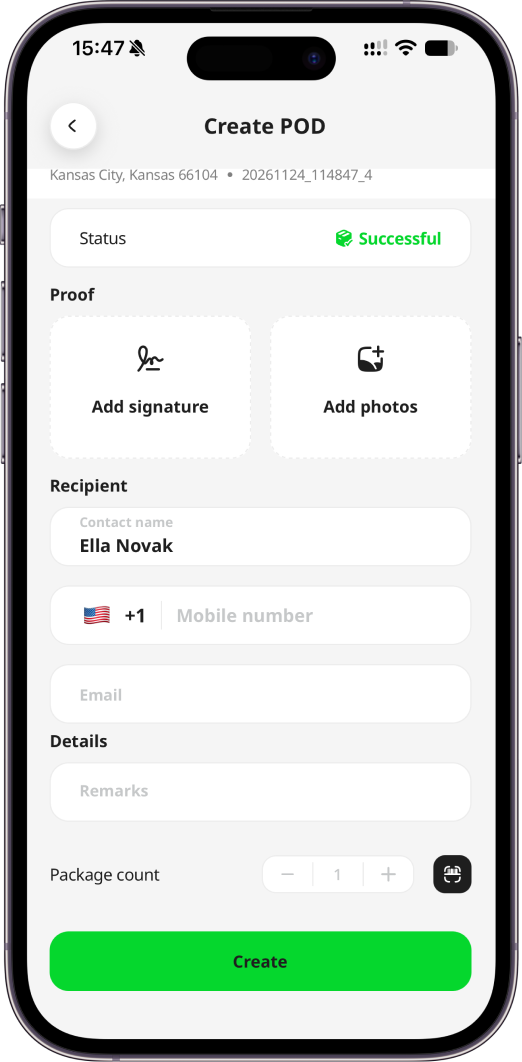 15:47
Create POD
Kansas City, Kansas 66104 • 20261124_114847_4
Status
Successful
Proof
Add signature
Add photos
Recipient
Contact name
Ella Novak
+1
Mobile number
Email
Details
Remarks
Package count
1
Create